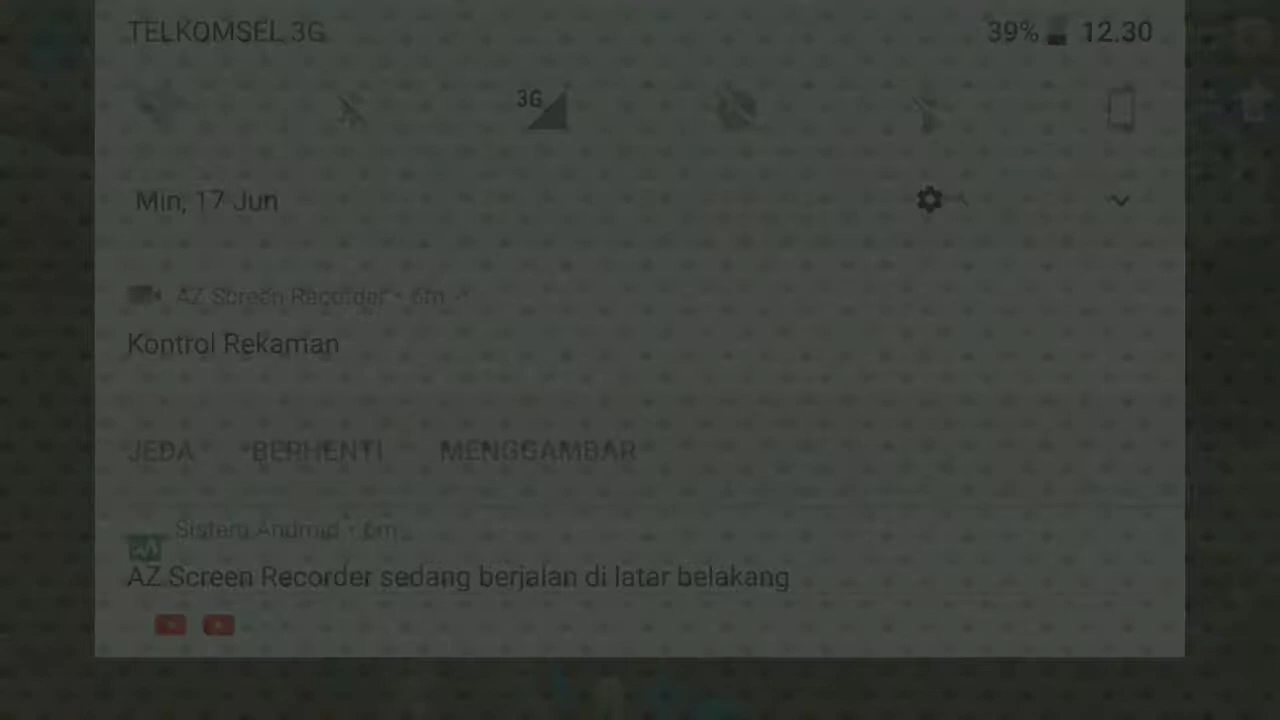 TELKOMSEL 3G 39% 12.30
3G
Min, 17 Jun
AZ Screen Recorder • 6m
Kontrol Rekaman
JEDA BERHENTI MENGGAMBAR
Sistem Android • 6m
AZ Screen Recorder sedang berjalan di latar belakang